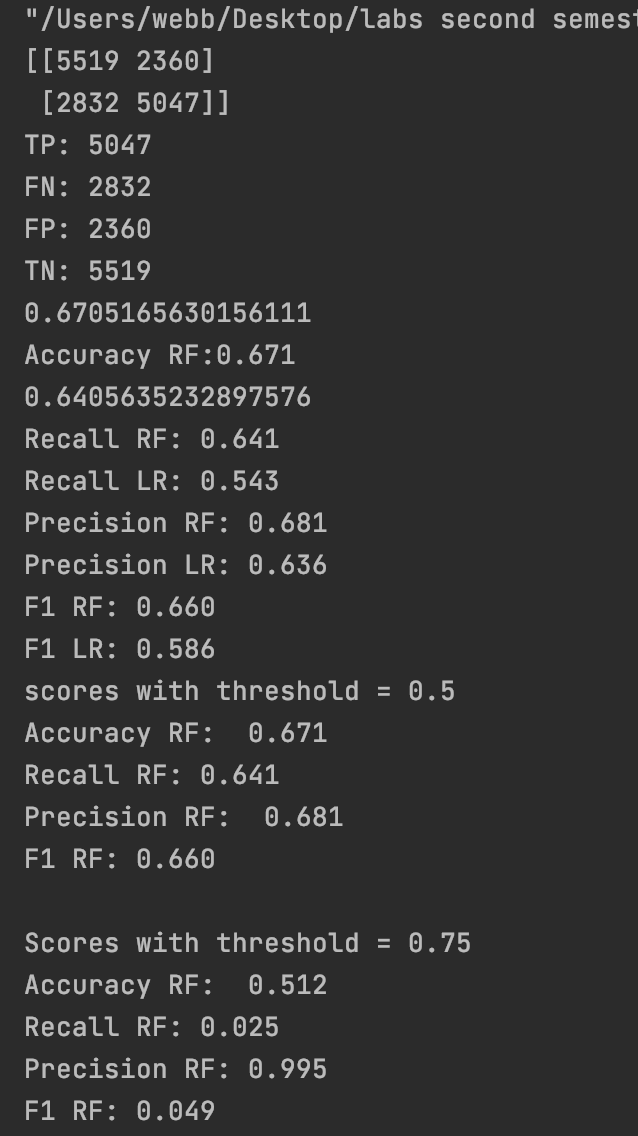 "/Users/webb/Desktop/labs second
[[5519 2360]
 [2832 5047]]
TP: 5047
FN: 2832
FP: 2360
TN: 5519
0.6705165630156111
Accuracy RF:0.671
0.6405635232897576
Recall RF: 0.641
Recall LR: 0.543
Precision RF: 0.681
Precision LR: 0.636
F1 RF: 0.660
F1 LR: 0.586
scores with threshold = 0.5
Accuracy RF:  0.671
Recall RF: 0.641
Precision RF:  0.681
F1 RF: 0.660
Scores with threshold = 0.75
Accuracy RF:  0.512
Recall RF: 0.025
Precision RF: 0.995
F1 RF: 0.049